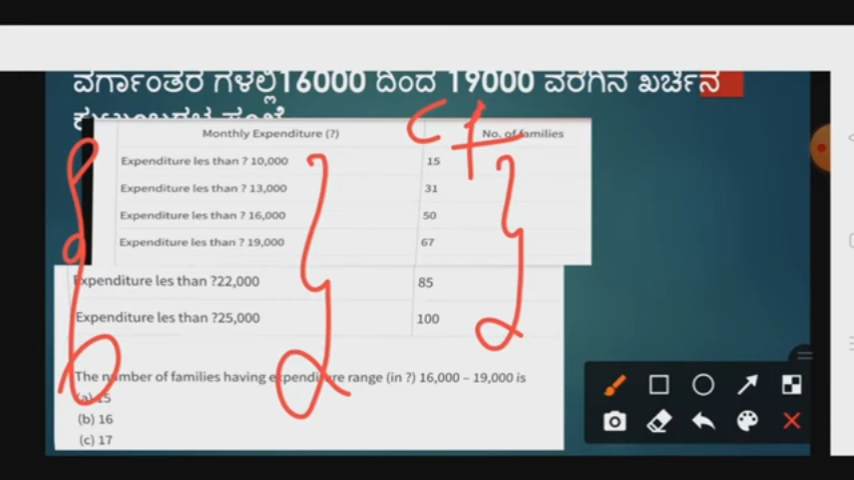 ವರ್ಗಾಂತರ ಗಳಲ್ಲಿ16000 ದಿಂದ 19000 ವರೆಗಿನ ಖರ್ಚಿನ
cf
Monthly Expenditure (?) No. of families
Expenditure les than ? 10,000 15
Expenditure les than ? 13,000 31
Expenditure les than ? 16,000 50
Expenditure les than ? 19,000 67
Expenditure les than ?22,000 85
Expenditure les than ?25,000 100
The number of families having expenditure range (in ?) 16,000 – 19,000 is
(a) 15
(b) 16
(c) 17